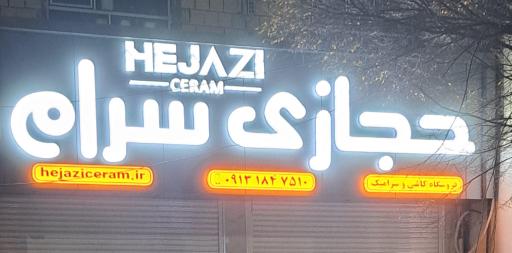 HEJAZI
CERAM
حجازی سرام
فروشگاه کاشی و سرامیک
۰۹۱۳ ۱۸۴ ۷۵۱۰
hejaziceram.ir